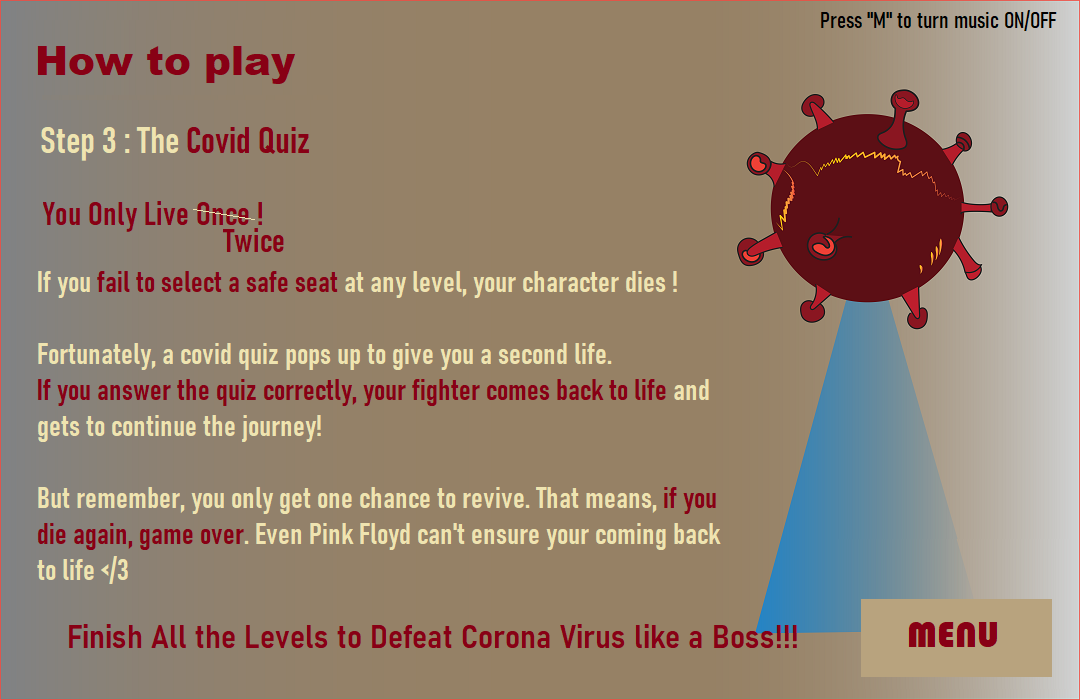 Press "M" to turn music ON/OFF
How to play
Step 3 : The Covid Quiz
You Only Live Once !
Twice
If you fail to select a safe seat at any level, your character dies !
Fortunately, a covid quiz pops up to give you a second life.
If you answer the quiz correctly, your fighter comes back to life and
gets to continue the journey!
But remember, you only get one chance to revive. That means, if you
die again, game over. Even Pink Floyd can't ensure your coming back
to life </3
Finish All the Levels to Defeat Corona Virus like a Boss!!!
MENU